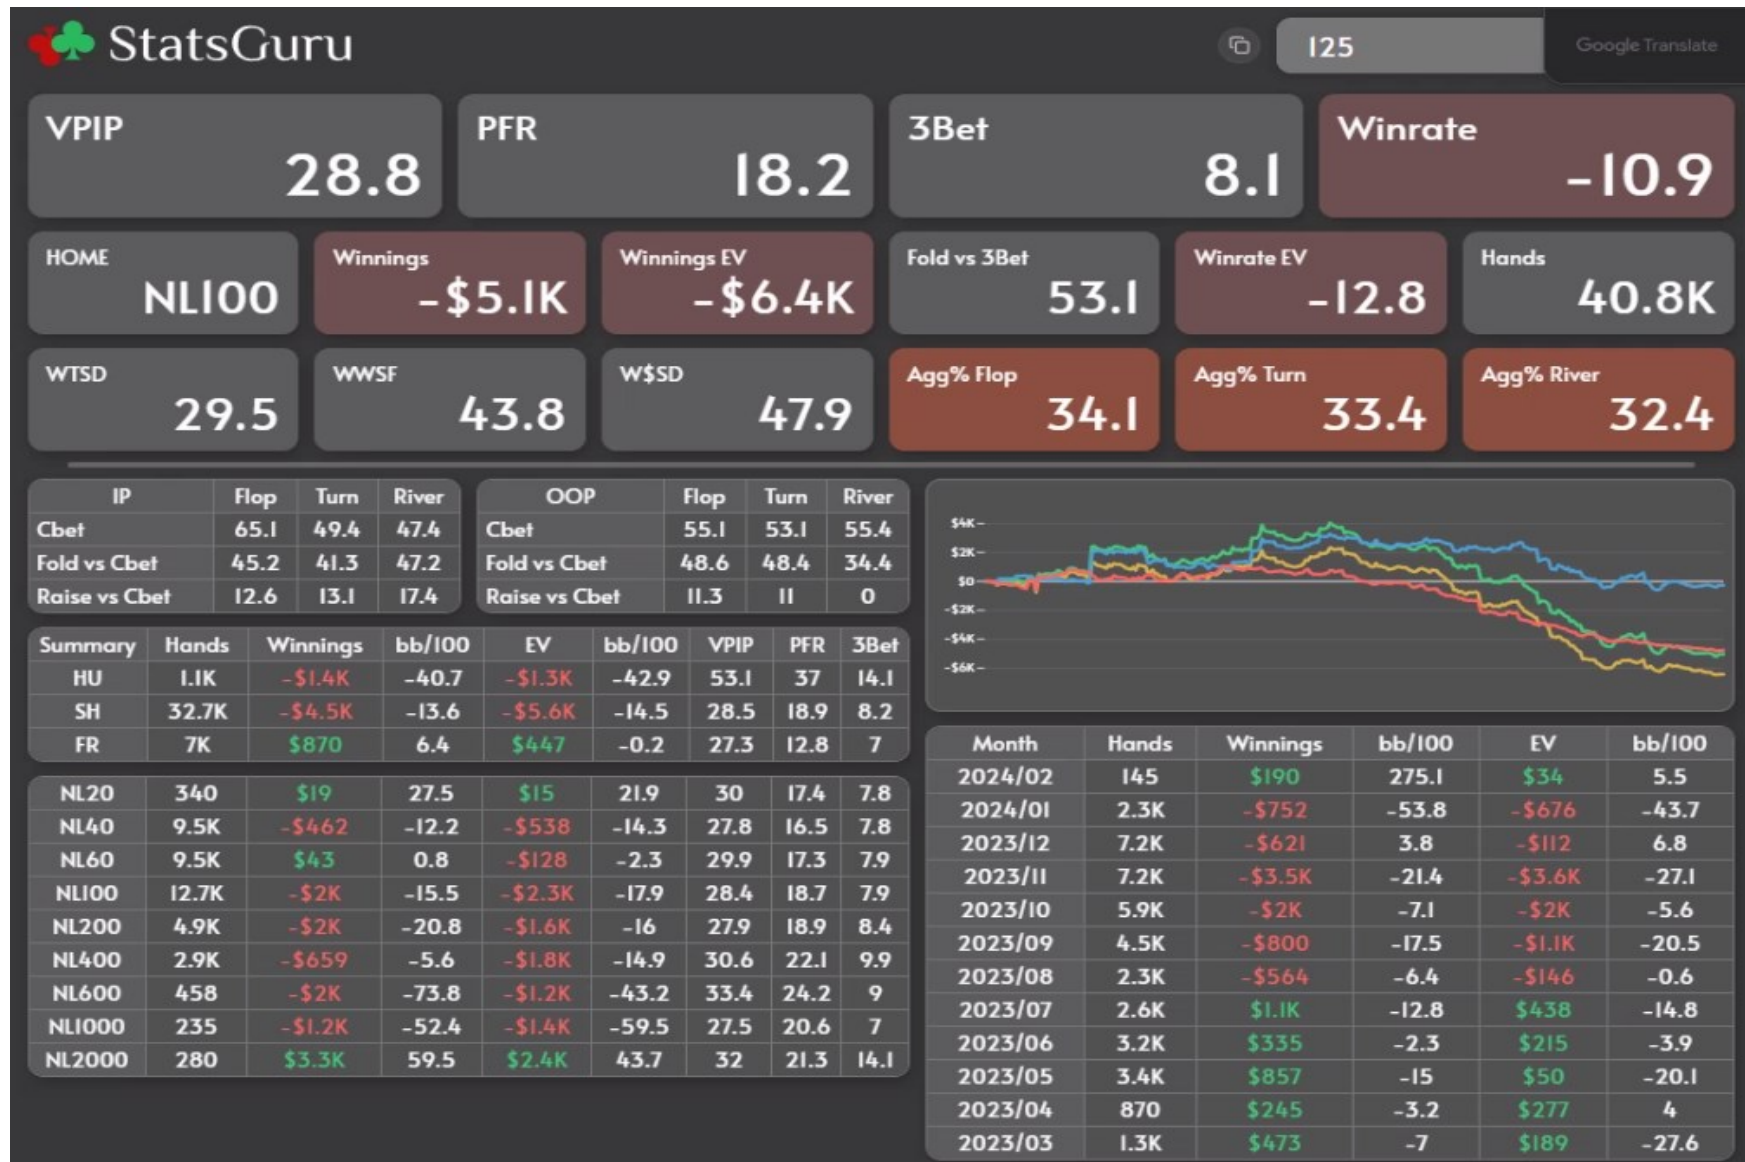 StatsGuru
125
Google Translate
VPIP
28.8
PFR
18.2
3Bet
8.1
Winrate
-10.9
HOME
NL100
Winnings
-$5.1K
Winnings EV
-$6.4K
Fold vs 3Bet
53.1
Winrate EV
-12.8
Hands
40.8K
WTSD
29.5
WWSF
43.8
W$SD
47.9
Agg% Flop
34.1
Agg% Turn
33.4
Agg% River
32.4
IP Flop Turn River
Cbet 65.1 49.4 47.4
Fold vs Cbet 45.2 41.3 47.2
Raise vs Cbet 12.6 13.1 17.4
OOP Flop Turn River
Cbet 55.1 53.1 55.4
Fold vs Cbet 48.6 48.4 34.4
Raise vs Cbet 11.3 11 0
$4K
$2K
$0
-$2K
-$4K
-$6K
Summary Hands Winnings bb/100 EV bb/100 VPIP PFR 3Bet
HU 1.1K -$1.4K -40.7 -$1.3K -42.9 53.1 37 14.1
SH 32.7K -$4.5K -13.6 -$5.6K -14.5 28.5 18.9 8.2
FR 7K $870 6.4 $447 -0.2 27.3 12.8 7
NL20 340 $19 27.5 $15 21.9 30 17.4 7.8
NL40 9.5K -$462 -12.2 -$538 -14.3 27.8 16.5 7.8
NL60 9.5K $43 0.8 -$128 -2.3 29.9 17.3 7.9
NL100 12.7K -$2K -15.5 -$2.3K -17.9 28.4 18.7 7.9
NL200 4.9K -$2K -20.8 -$1.6K -16 27.9 18.9 8.4
NL400 2.9K -$659 -5.6 -$1.8K -14.9 30.6 22.1 9.9
NL600 458 -$2K -73.8 -$1.2K -43.2 33.4 24.2 9
NL1000 235 -$1.2K -52.4 -$1.4K -59.5 27.5 20.6 7
NL2000 280 $3.3K 59.5 $2.4K 43.7 32 21.3 14.1
Month Hands Winnings bb/100 EV bb/100
2024/02 145 $190 275.1 $34 5.5
2024/01 2.3K -$752 -53.8 -$676 -43.7
2023/12 7.2K -$621 3.8 -$112 6.8
2023/11 7.2K -$3.5K -21.4 -$3.6K -27.1
2023/10 5.9K -$2K -7.1 -$2K -5.6
2023/09 4.5K -$800 -17.5 -$1.1K -20.5
2023/08 2.3K -$564 -6.4 -$146 -0.6
2023/07 2.6K $1.1K -12.8 $438 -14.8
2023/06 3.2K $335 -2.3 $215 -3.9
2023/05 3.4K $857 -15 $50 -20.1
2023/04 870 $245 -3.2 $277 4
2023/03 1.3K $473 -7 $189 -27.6